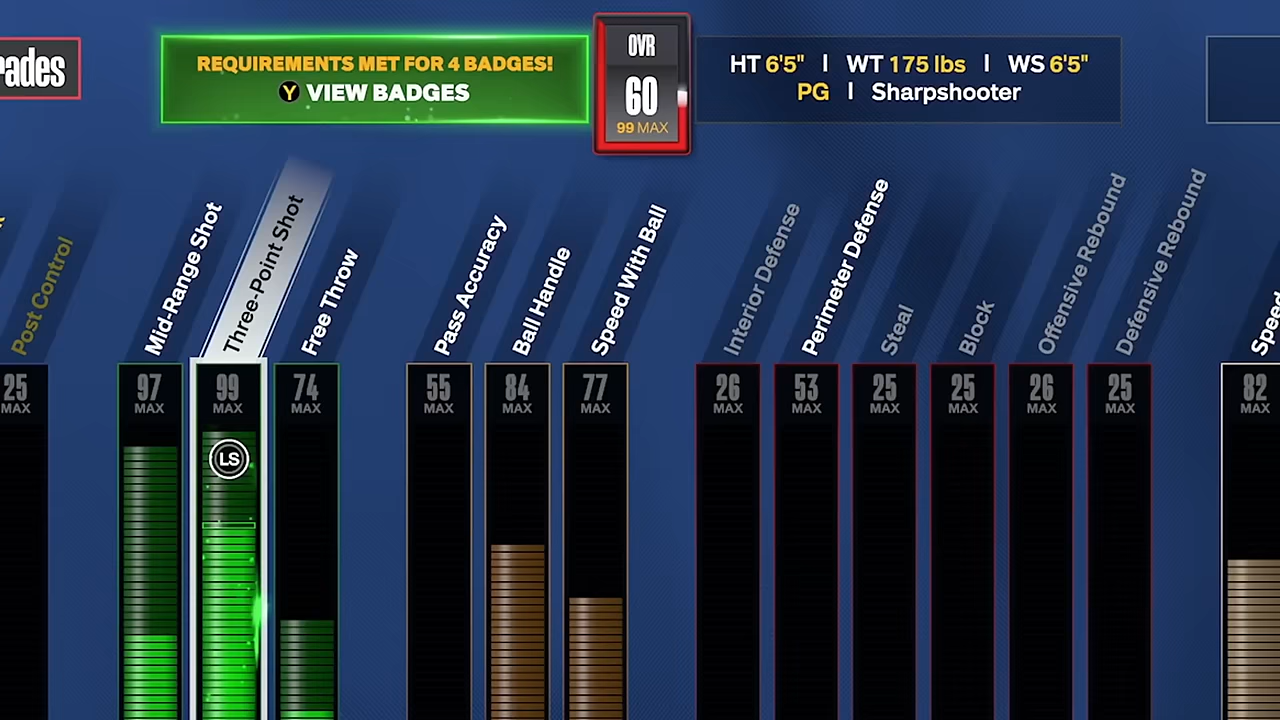 rades
REQUIREMENTS MET FOR 4 BADGES!
Y VIEW BADGES
OVR
60
99 MAX
HT 6'5" | WT 175 lbs | WS 6'5"
PG | Sharpshooter
Post Control
Mid-Range Shot
Three-Point Shot
Free Throw
Pass Accuracy
Ball Handle
Speed With Ball
Interior Defense
Perimeter Defense
Steal
Block
Offensive Rebound
Defensive Rebound
Speed
25 MAX
97 MAX
99 MAX
74 MAX
55 MAX
84 MAX
77 MAX
26 MAX
53 MAX
25 MAX
25 MAX
26 MAX
25 MAX
82 MAX
LS